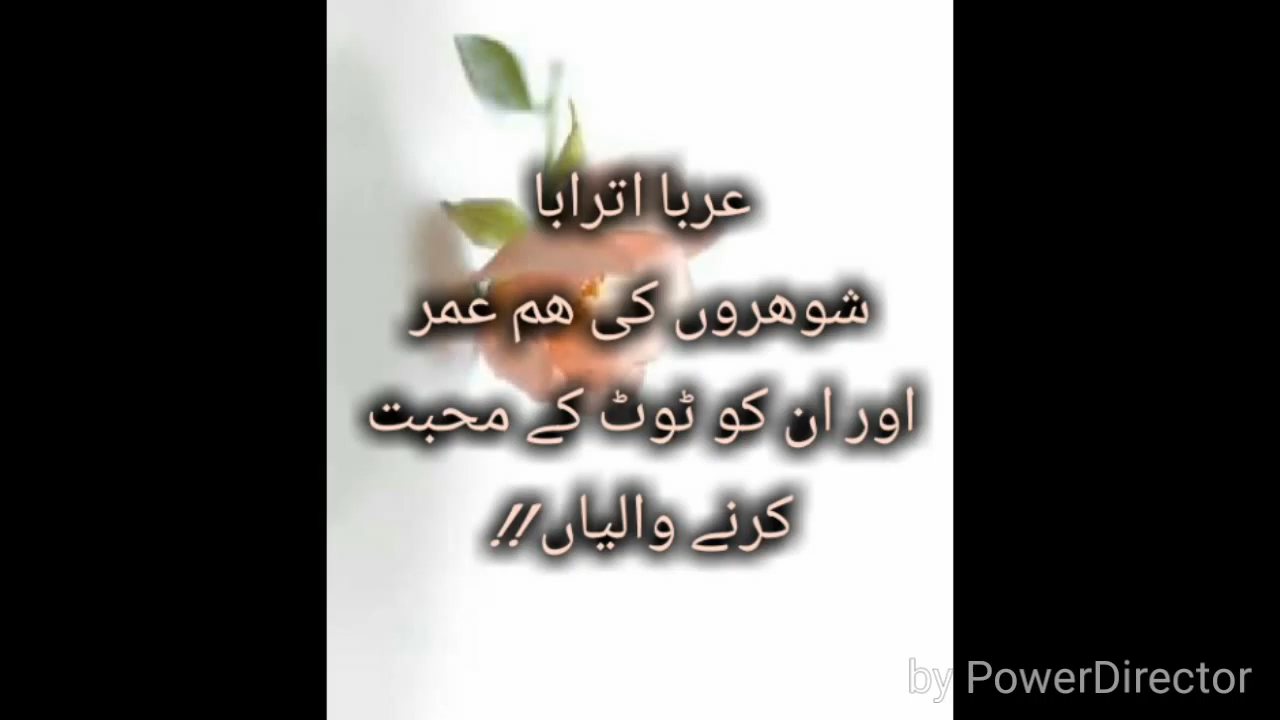 عربا اترابا
شوھروں کی ھم عمر
اور ان کو ٹوٹ کے محبت
کرنے والیاں!!
by PowerDirector